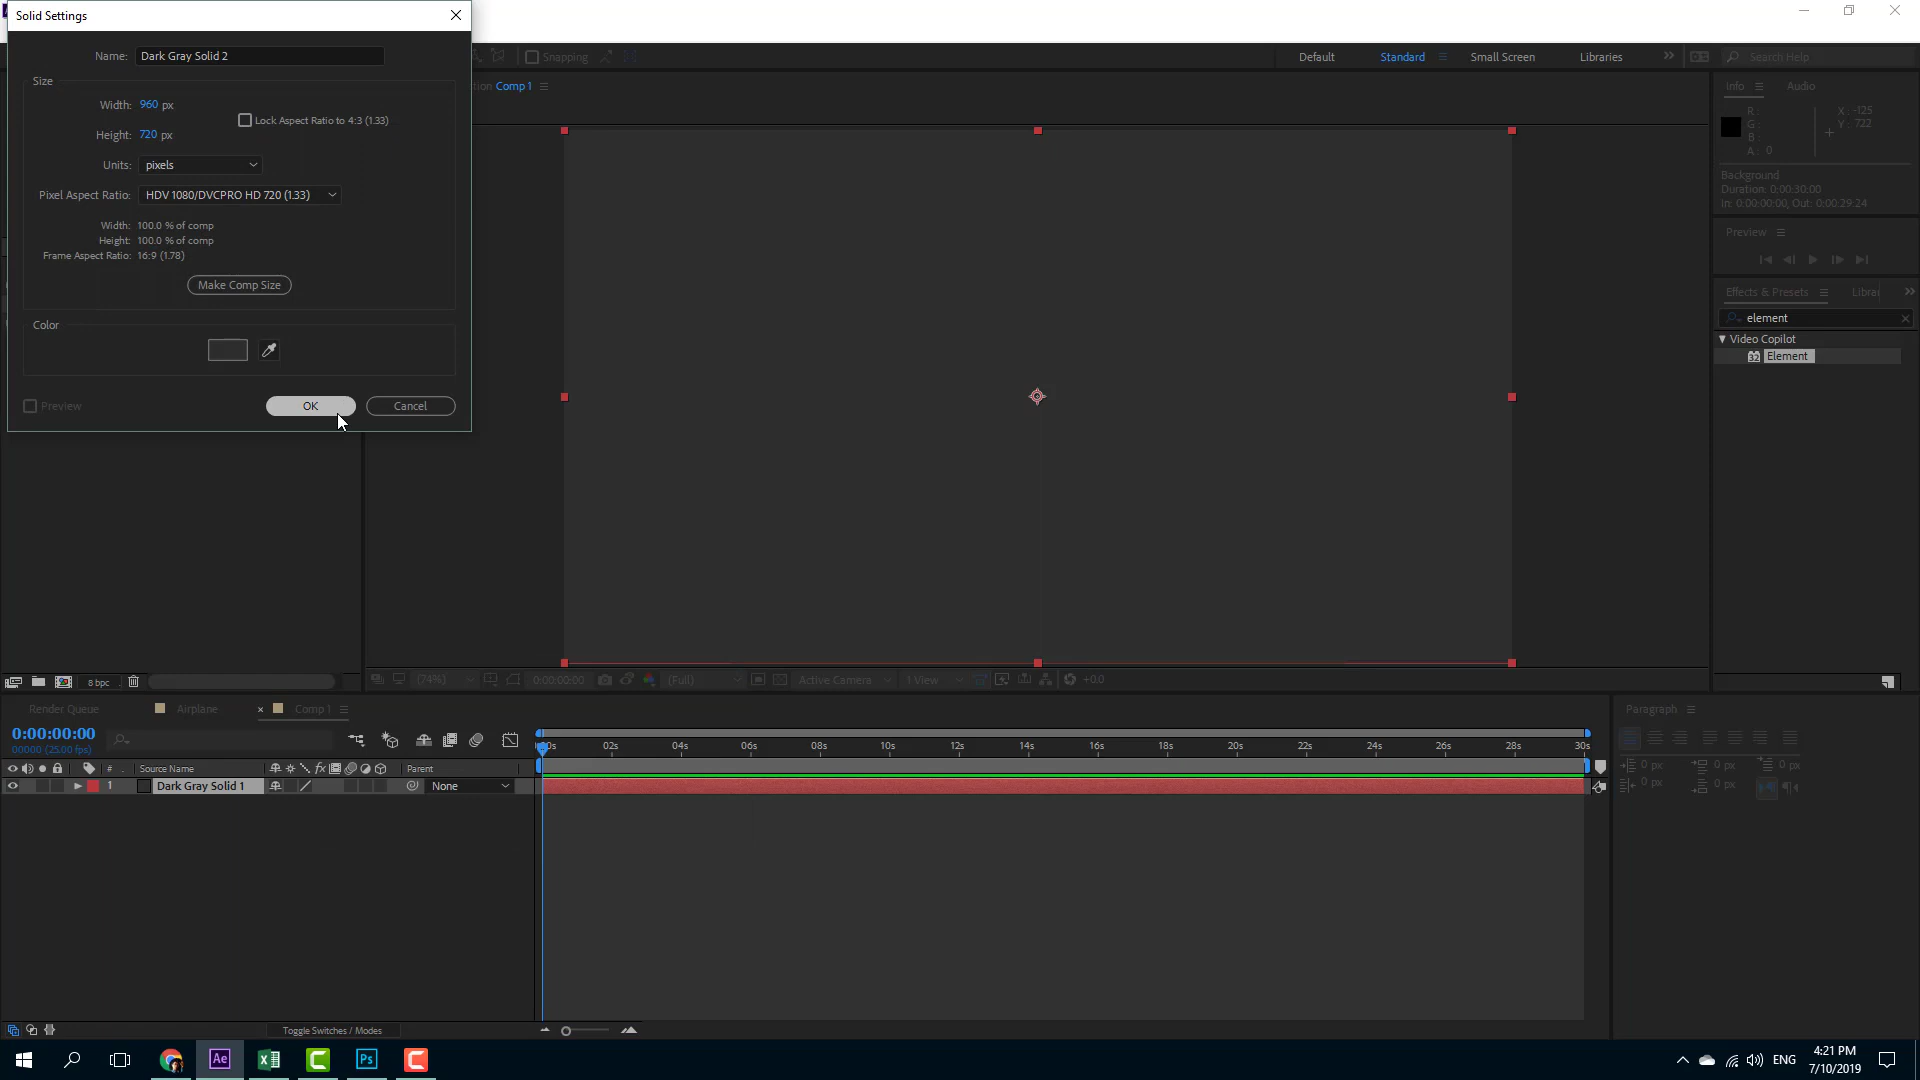 Solid Settings
Name: Dark Gray Solid 2
Size
Width: 960 px
Lock Aspect Ratio to 4:3 (1.33)
Height: 720 px
Units: pixels
Pixel Aspect Ratio: HDV 1080/DVCPRO HD 720 (1.33)
Width: 100.0 % of comp
Height: 100.0 % of comp
Frame Aspect Ratio: 16:9 (1.78)
Make Comp Size
Color
Preview OK Cancel
Snapping
Default Standard Small Screen Libraries Search Help
tion Comp 1
Info Audio
R :
G :
B :
A : 0
X : -125
Y : 722
Background
Duration: 0:00:30:00
In: 0:00:00:00, Out: 0:00:29:24
Preview
Effects & Presets Librar
element
Video Copilot
Element
8 bpc
(74%) 0:00:00:00 (Full) Active Camera 1 View +0.0
Render Queue Airplane Comp 1
0:00:00:00
00000 (25.00 fps)
02s 04s 06s 08s 10s 12s 14s 16s 18s 20s 22s 24s 26s 28s 30s
# Source Name Parent
1 Dark Gray Solid 1 None
Paragraph
0 px 0 px 0 px
0 px 0 px
Toggle Switches / Modes
Ae Ps
ENG
4:21 PM
7/10/2019